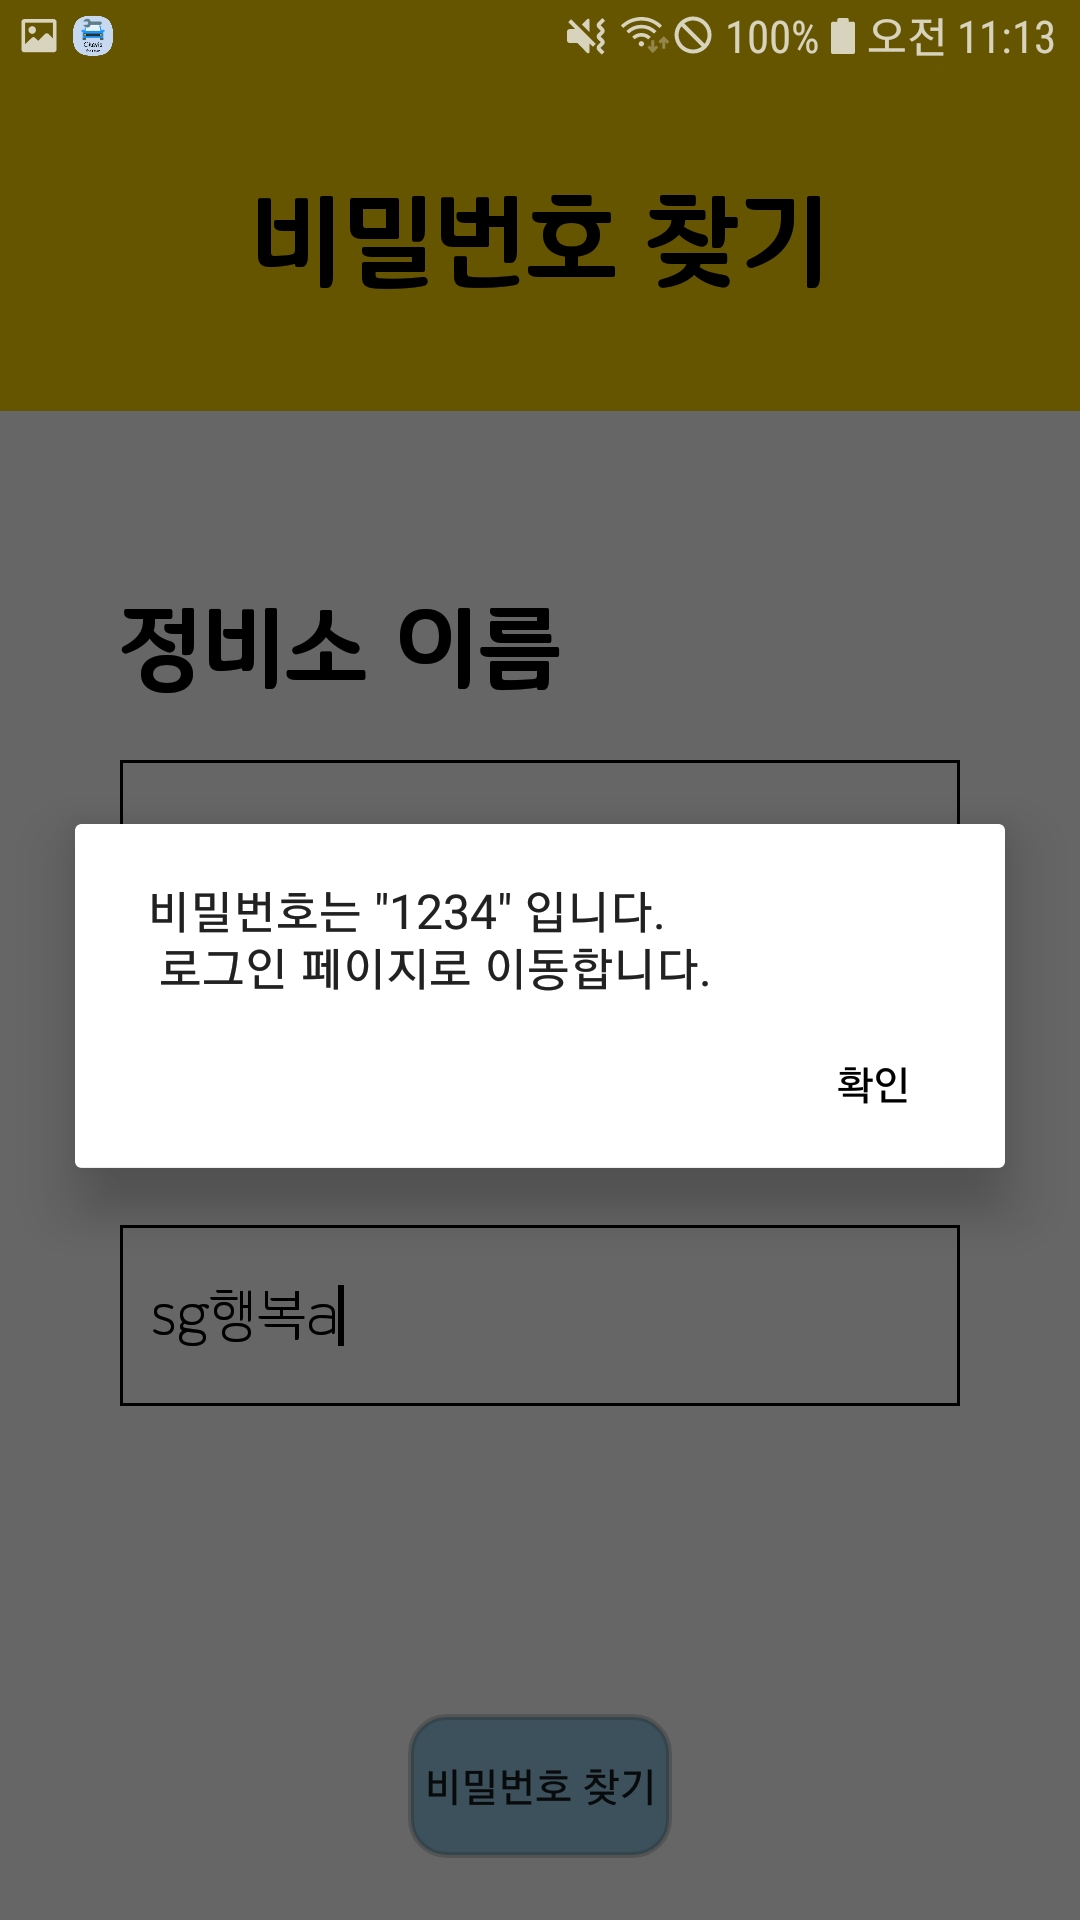 100% 오전 11:13
비밀번호 찾기
정비소 이름
비밀번호는 "1234" 입니다.
로그인 페이지로 이동합니다.
확인
sg행복a
비밀번호 찾기